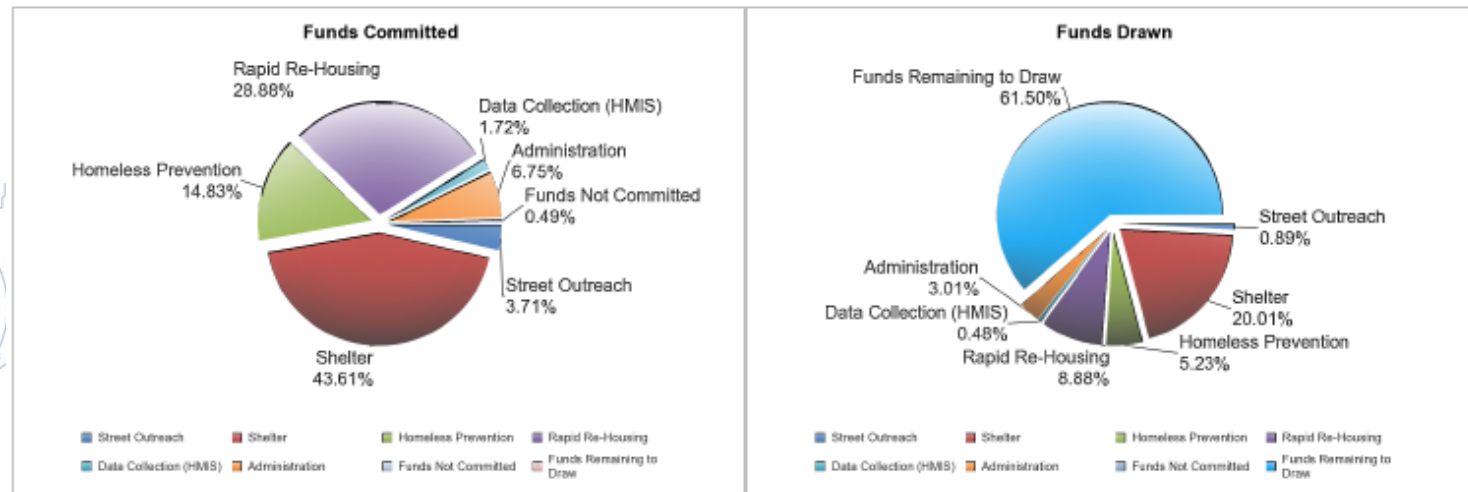 Funds Committed
Rapid Re-Housing
28.88%
Data Collection (HMIS)
1.72%
Administration
6.75%
Homeless Prevention
14.83%
Funds Not Committed
0.49%
Street Outreach
3.71%
Shelter
43.61%
Street Outreach
Shelter
Homeless Prevention
Rapid Re-Housing
Data Collection (HMIS)
Administration
Funds Not Committed
Funds Remaining to
Draw
Funds Drawn
Funds Remaining to Draw
61.50%
Street Outreach
0.89%
Administration
3.01%
Shelter
20.01%
Data Collection (HMIS)
0.48%
Homeless Prevention
5.23%
Rapid Re-Housing
8.88%
Street Outreach
Shelter
Homeless Prevention
Rapid Re-Housing
Data Collection (HMIS)
Administration
Funds Not Committed
Funds Remaining to
Draw